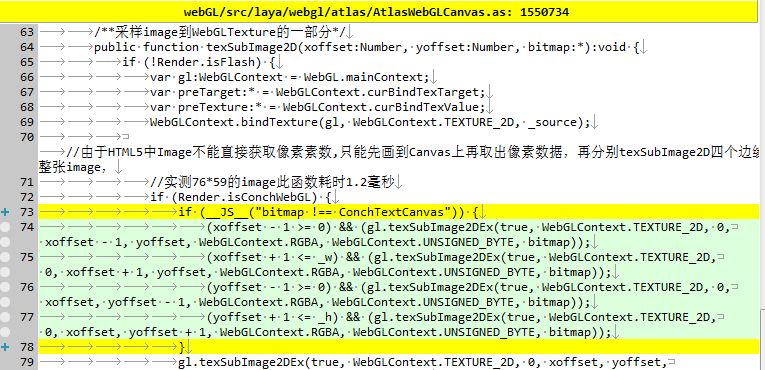 webGL/src/laya/webgl/atlas/AtlasWebGLCanvas.as: 1550734
63 /**采样image到WebGLTexture的一部分*/
64 public function texSubImage2D(xoffset:Number, yoffset:Number, bitmap:*):void {
65 if (!Render.isFlash) {
66 var gl:WebGLContext = WebGL.mainContext;
67 var preTarget:* = WebGLContext.curBindTexTarget;
68 var preTexture:* = WebGLContext.curBindTexValue;
69 WebGLContext.bindTexture(gl, WebGLContext.TEXTURE_2D, _source);
70
//由于HTML5中Image不能直接获取像素素数,只能先画到Canvas上再取出像素数据，再分别texSubImage2D四个边缘
整张image，
71 //实测76*59的image此函数耗时1.2毫秒
72 if (Render.isConchWebGL) {
73 if (__JS__("bitmap !== ConchTextCanvas")) {
74 (xoffset - 1 >= 0) && (gl.texSubImage2DEx(true, WebGLContext.TEXTURE_2D, 0,
xoffset - 1, yoffset, WebGLContext.RGBA, WebGLContext.UNSIGNED_BYTE, bitmap));
75 (xoffset + 1 <= _w) && (gl.texSubImage2DEx(true, WebGLContext.TEXTURE_2D,
0, xoffset + 1, yoffset, WebGLContext.RGBA, WebGLContext.UNSIGNED_BYTE, bitmap));
76 (yoffset - 1 >= 0) && (gl.texSubImage2DEx(true, WebGLContext.TEXTURE_2D, 0,
xoffset, yoffset - 1, WebGLContext.RGBA, WebGLContext.UNSIGNED_BYTE, bitmap));
77 (yoffset + 1 <= _h) && (gl.texSubImage2DEx(true, WebGLContext.TEXTURE_2D,
0, xoffset, yoffset + 1, WebGLContext.RGBA, WebGLContext.UNSIGNED_BYTE, bitmap));
78 }
79 gl.texSubImage2DEx(true, WebGLContext.TEXTURE_2D, 0, xoffset, yoffset,